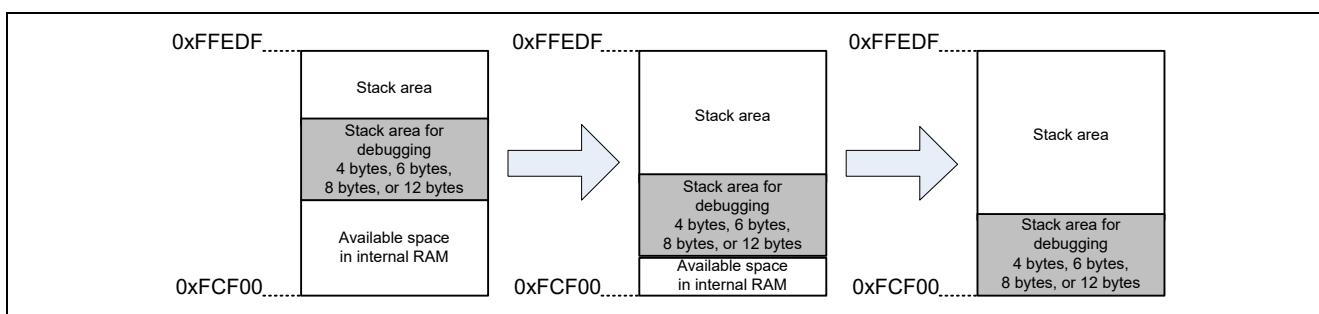 0xFFEDF
Stack area
Stack area for
debugging
4 bytes, 6 bytes,
8 bytes, or 12 bytes
Available space
in internal RAM
0xFCF00
0xFFEDF
Stack area
Stack area for
debugging
4 bytes, 6 bytes,
8 bytes, or 12 bytes
Available space
in internal RAM
0xFCF00
0xFFEDF
Stack area
Stack area for
debugging
4 bytes, 6 bytes,
8 bytes, or 12 bytes
0xFCF00